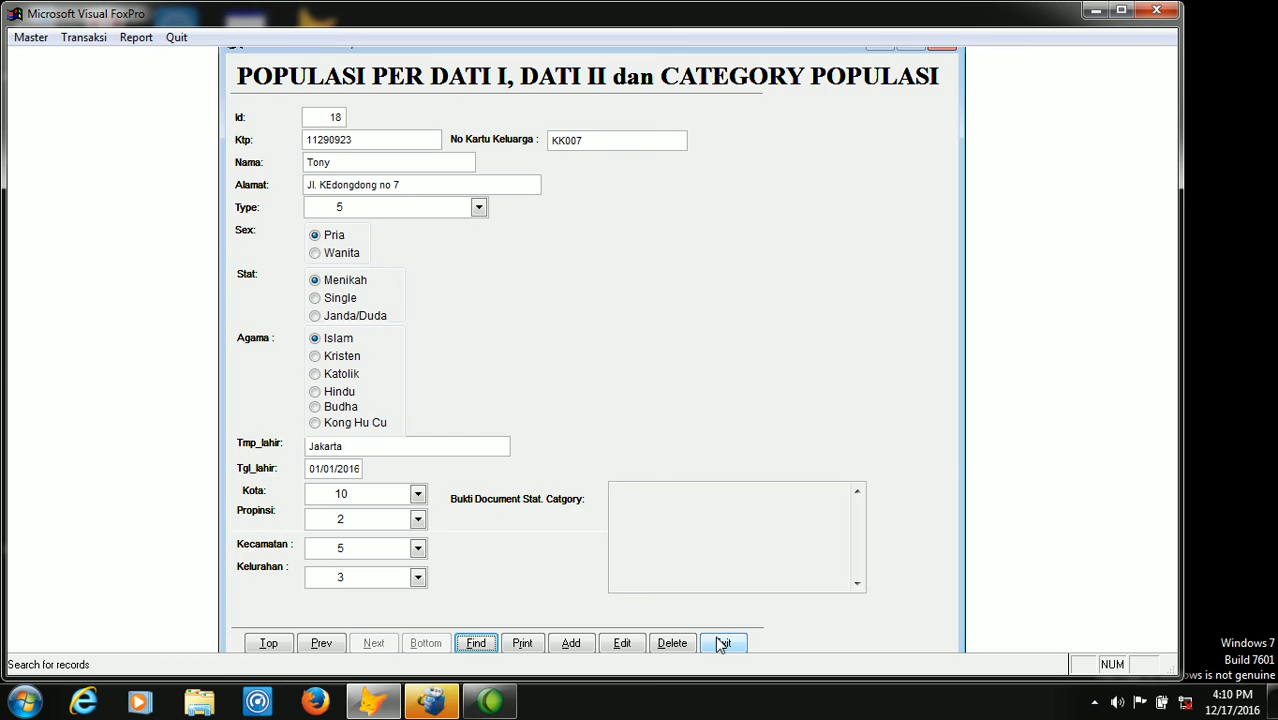 Microsoft Visual FoxPro
Master Transaksi Report Quit
POPULASI PER DATI I, DATI II dan CATEGORY POPULASI
Id: 18
Ktp: 11290923 No Kartu Keluarga : KK007
Nama: Tony
Alamat: Jl. KEdongdong no 7
Type: 5
Sex: Pria
Wanita
Stat: Menikah
Single
Janda/Duda
Agama : Islam
Kristen
Katolik
Hindu
Budha
Kong Hu Cu
Tmp_lahir: Jakarta
Tgl_lahir: 01/01/2016
Kota: 10 Bukti Document Stat. Catgory:
Propinsi: 2
Kecamatan : 5
Kelurahan : 3
Top Prev Next Bottom Find Print Add Edit Delete
Search for records NUM
Windows 7
Build 7601
is not genuine
4:10 PM
12/17/2016